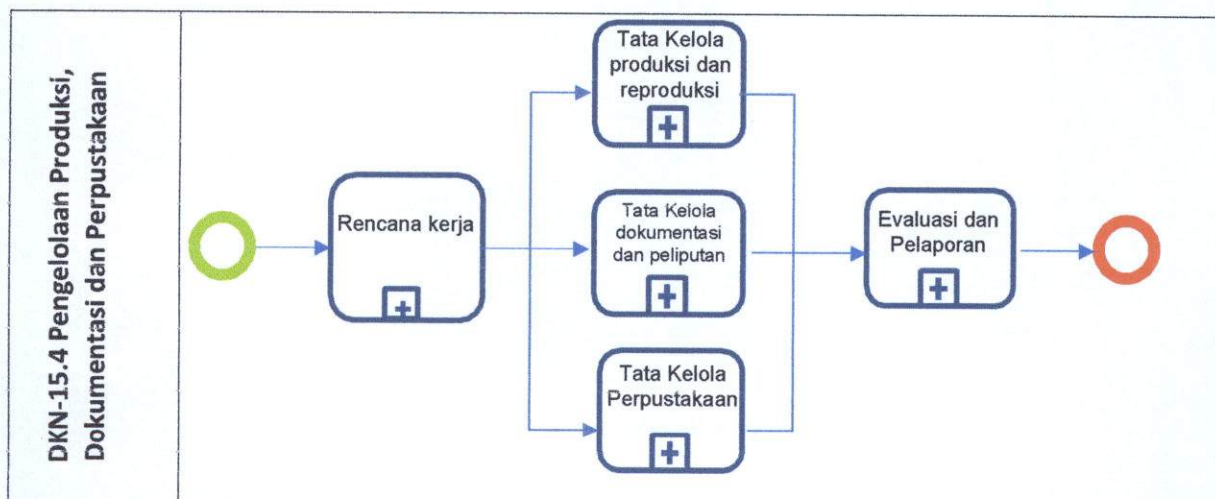 DKN-15.4 Pengelolaan Produksi,
Dokumentasi dan Perpustakaan
Rencana kerja
Tata Kelola
produksi dan
reproduksi
Tata Kelola
dokumentasi
dan peliputan
Tata Kelola
Perpustakaan
Evaluasi dan
Pelaporan